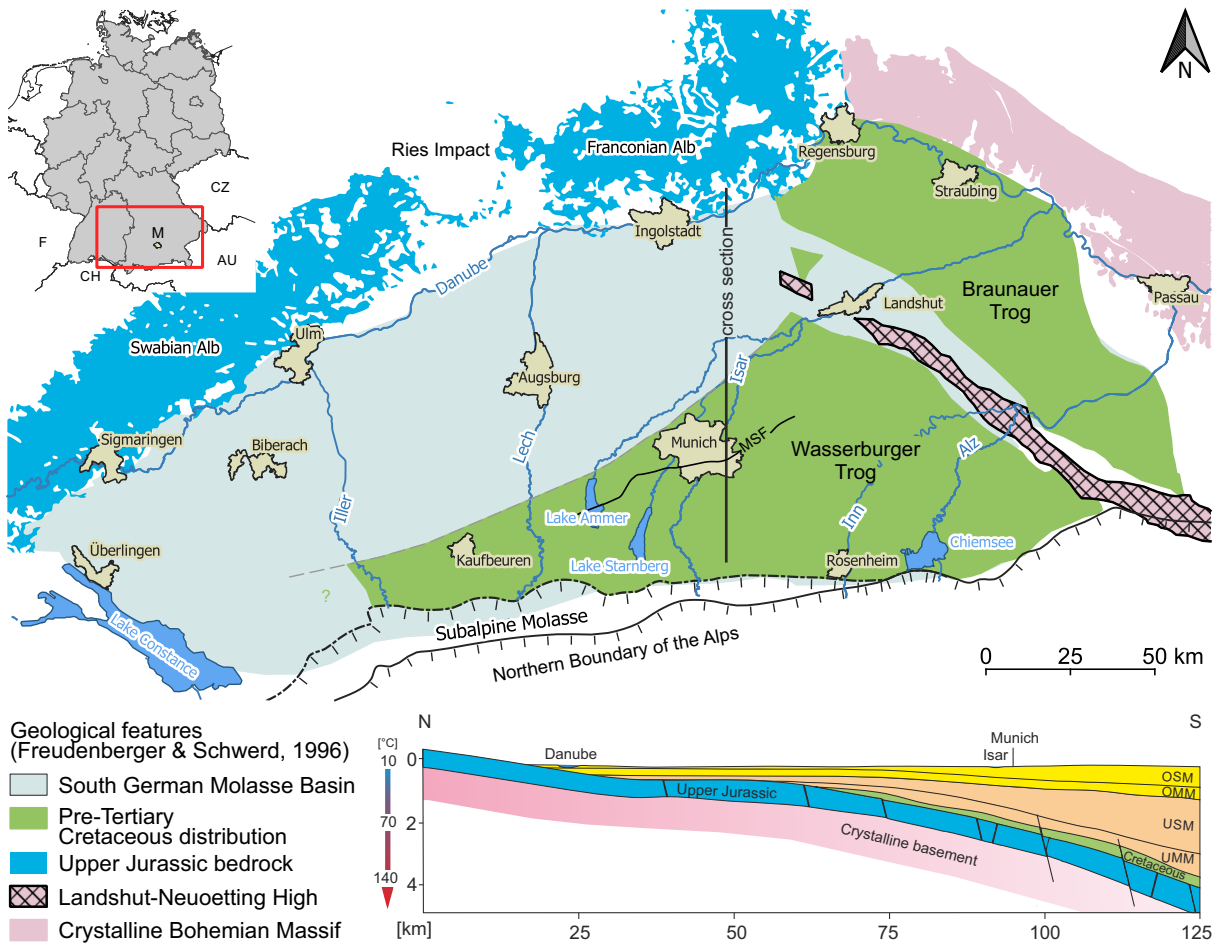 CZ
F
M
AU
CH
N
Ries Impact
Franconian Alb
Regensburg
Straubing
Ingolstadt
cross section
Danube
Braunauer
Trog
Passau
Landshut
Swabian Alb
Ulm
Augsburg
Isar
Sigmaringen
Biberach
Lech
Munich
MSF
Wasserburger
Trog
Alz
Iller
Lake Ammer
Inn
Überlingen
Kaufbeuren
Lake Starnberg
Rosenheim
Chiemsee
?
Lake Constance
Subalpine Molasse
Northern Boundary of the Alps
0 25 50 km
Geological features
(Freudenberger & Schwerd, 1996)
South German Molasse Basin
Pre-Tertiary
Cretaceous distribution
Upper Jurassic bedrock
Landshut-Neuoetting High
Crystalline Bohemian Massif
N
S
[°C]
10
70
140
0
2
4
[km]
Danube
Munich
Isar
OSM
OMM
USM
UMM
Upper Jurassic
Cretaceous
Crystalline basement
25 50 75 100 125